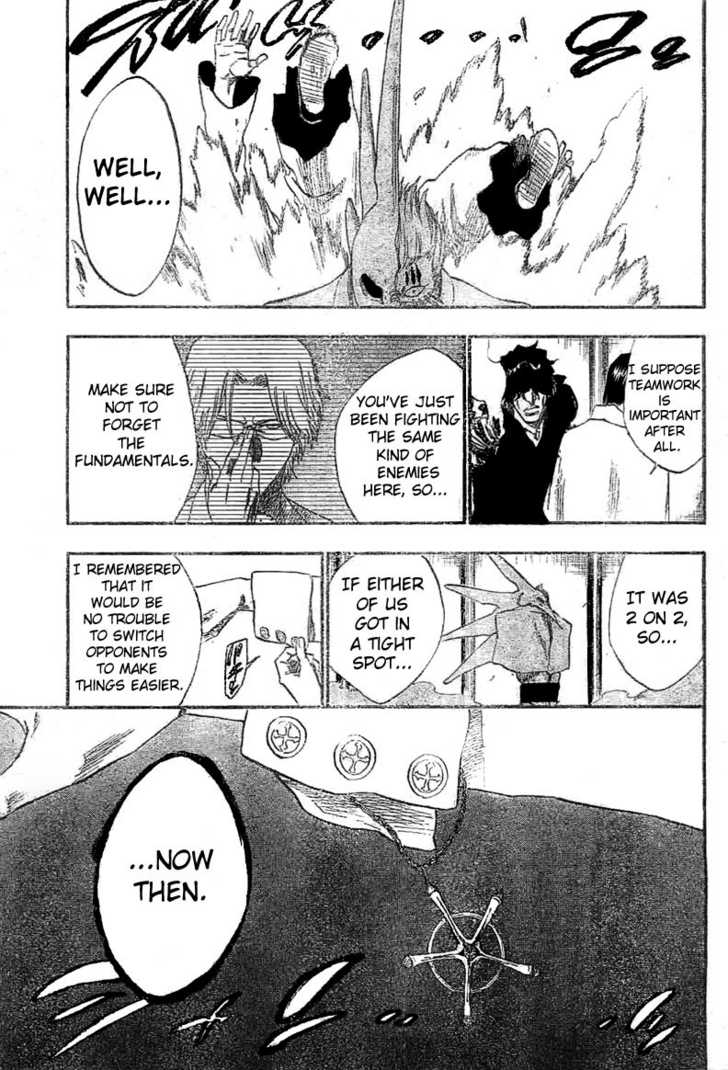 WELL,
WELL...
I SUPPOSE
TEAMWORK
IS
IMPORTANT
AFTER
ALL.
YOU'VE JUST
BEEN FIGHTING
THE SAME
KIND OF
ENEMIES
HERE, SO...
MAKE SURE
NOT TO
FORGET
THE
FUNDAMENTALS.
IT WAS
2 ON 2,
SO...
IF EITHER
OF US
GOT IN
A TIGHT
SPOT...
I REMEMBERED
THAT IT
WOULD BE
NO TROUBLE
TO SWITCH
OPPONENTS
TO MAKE
THINGS EASIER.
...NOW
THEN.